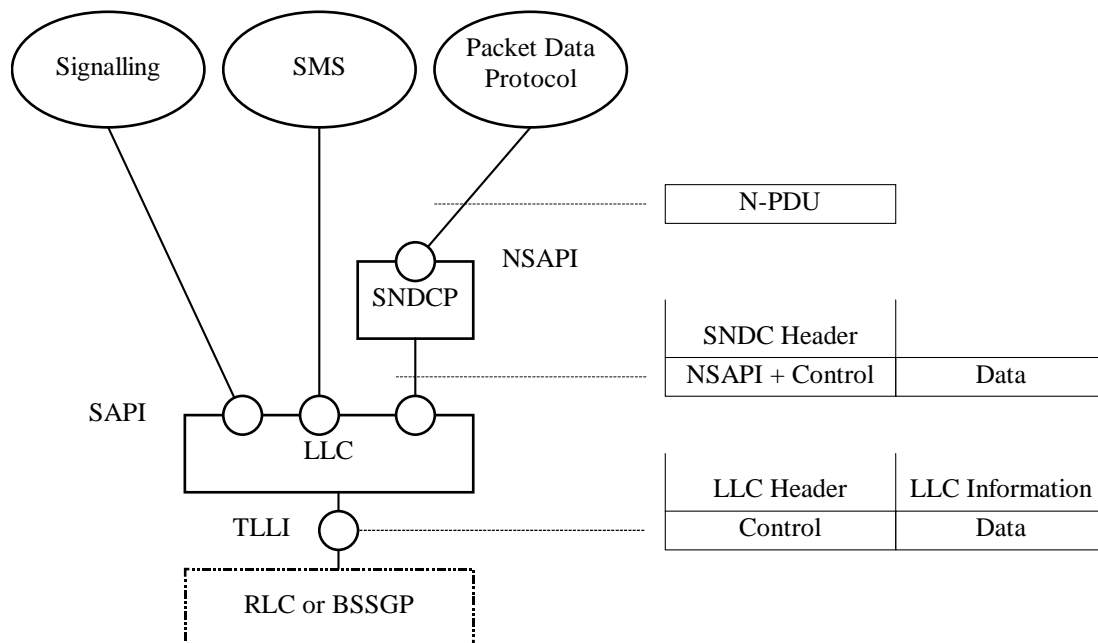 Signalling
SMS
Packet Data
Protocol
N-PDU
NSAPI
SNDCP
SNDC Header
NSAPI + Control
Data
SAPI
LLC
LLC Header
LLC Information
TLLI
Control
Data
RLC or BSSGP